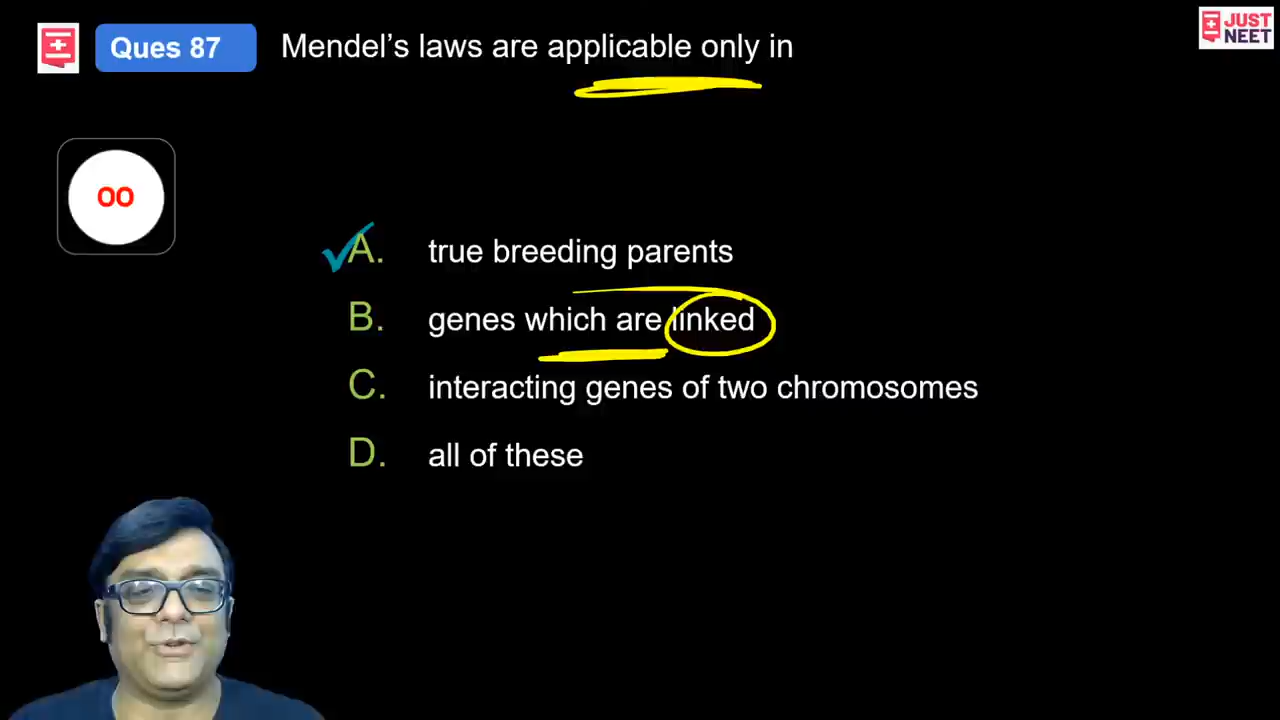 JUST
NEET
Ques 87
Mendel's laws are applicable only in
00
A. true breeding parents
B. genes which are linked
C. interacting genes of two chromosomes
D. all of these